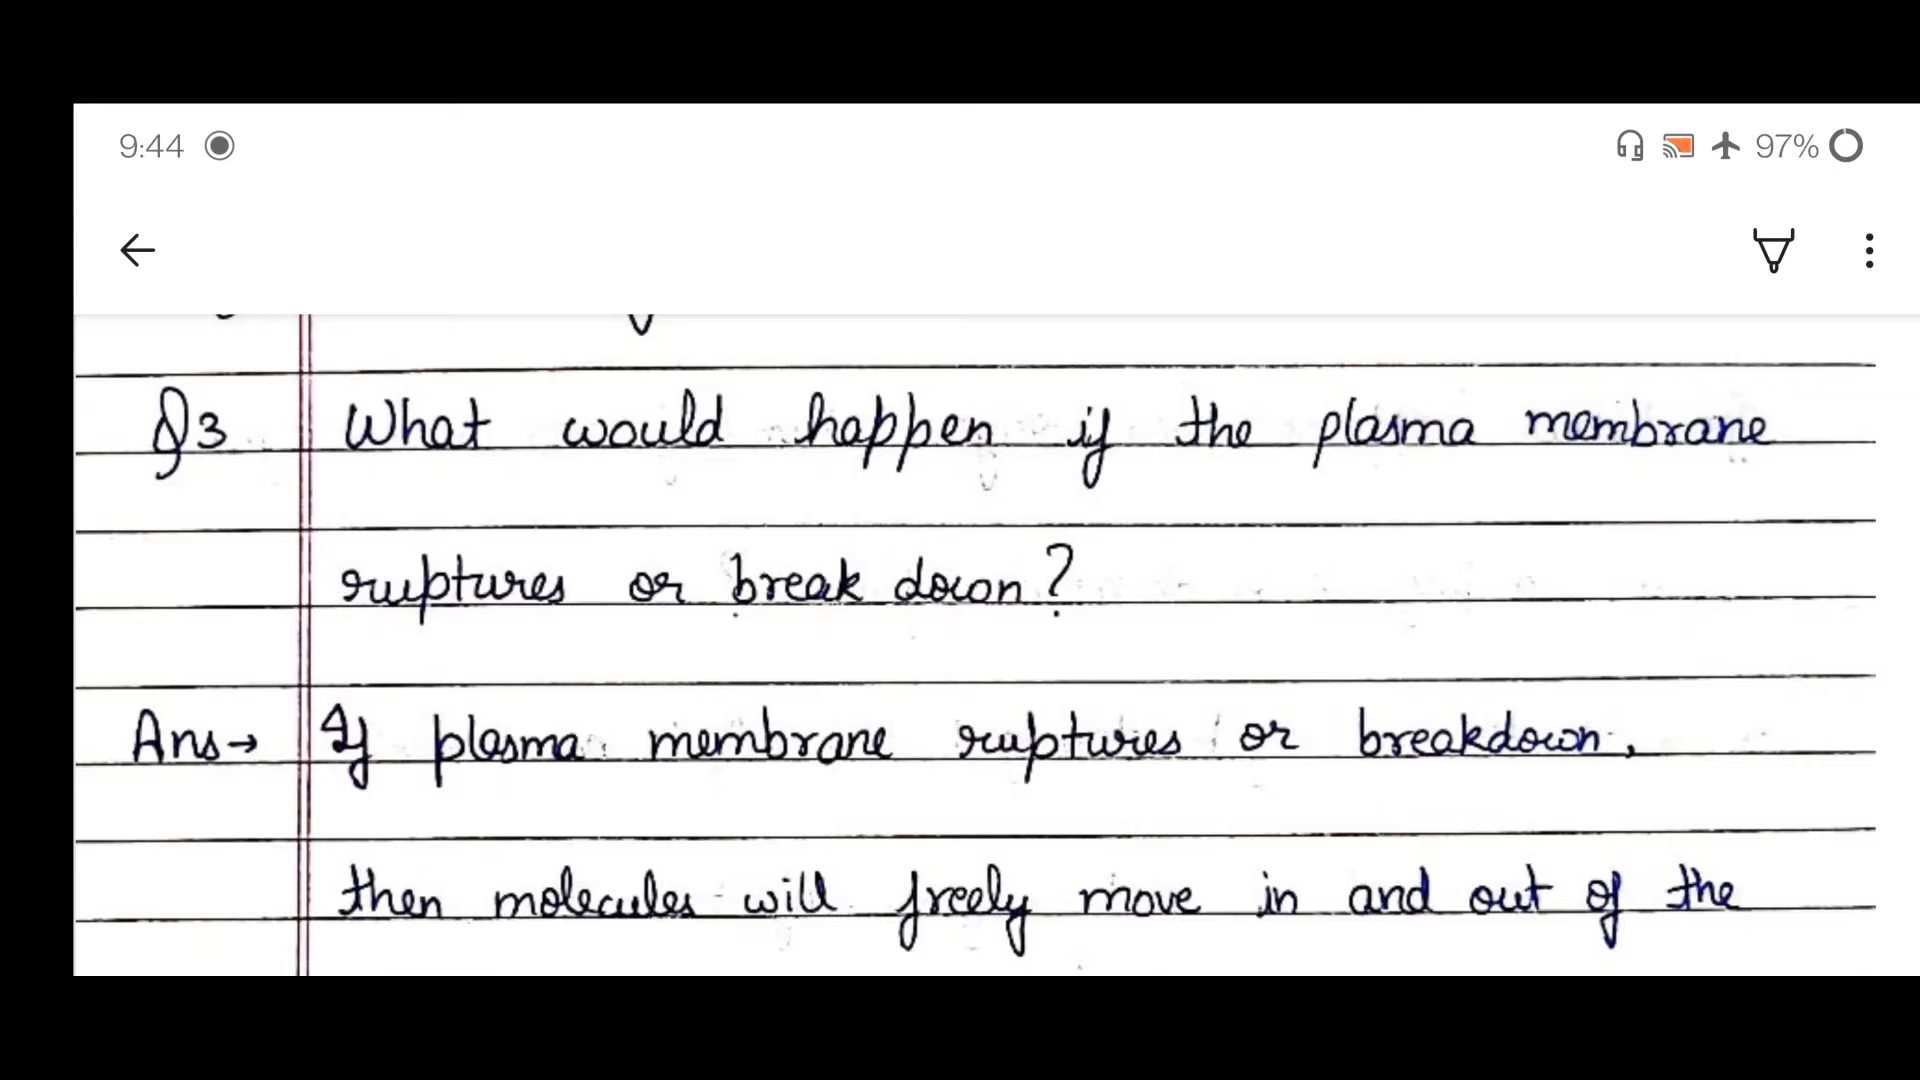 9:44 97%
Q3 What would happen if the plasma membrane
ruptures or break down?
Ans→ If plasma membrane ruptures or breakdown,
then molecules will freely move in and out of the